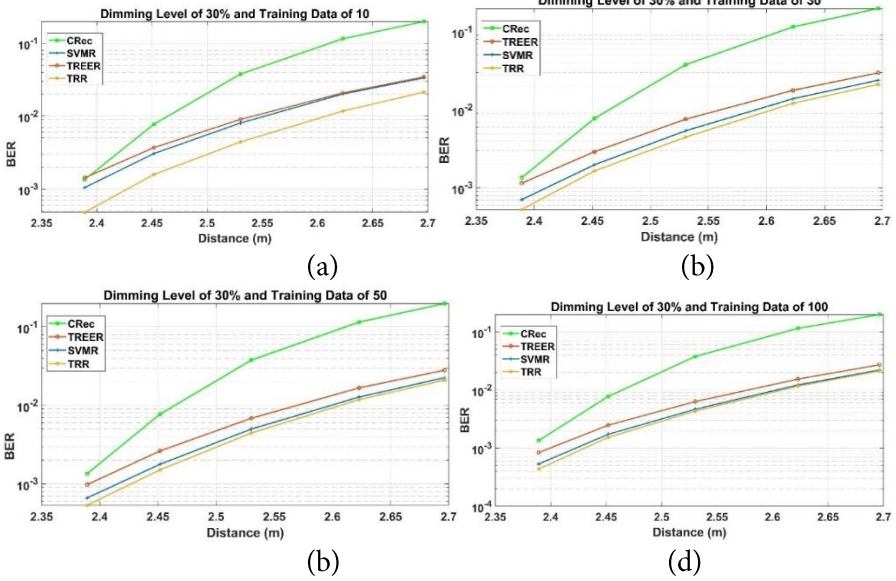 Dimming Level of 30% and Training Data of 10
CRec
TREER
SVMR
TRR
10^-1
10^-2
10^-3
BER
2.35 2.4 2.45 2.5 2.55 2.6 2.65 2.7
Distance (m)
(a)
Dimming Level of 30% and Training Data of 30
CRec
TREER
SVMR
TRR
10^-1
10^-2
10^-3
BER
2.35 2.4 2.45 2.5 2.55 2.6 2.65 2.7
Distance (m)
(b)
Dimming Level of 30% and Training Data of 50
CRec
TREER
SVMR
TRR
10^-1
10^-2
10^-3
BER
2.35 2.4 2.45 2.5 2.55 2.6 2.65 2.7
Distance (m)
(b)
Dimming Level of 30% and Training Data of 100
CRec
TREER
SVMR
TRR
10^-1
10^-2
10^-3
10^-4
BER
2.35 2.4 2.45 2.5 2.55 2.6 2.65 2.7
Distance (m)
(d)